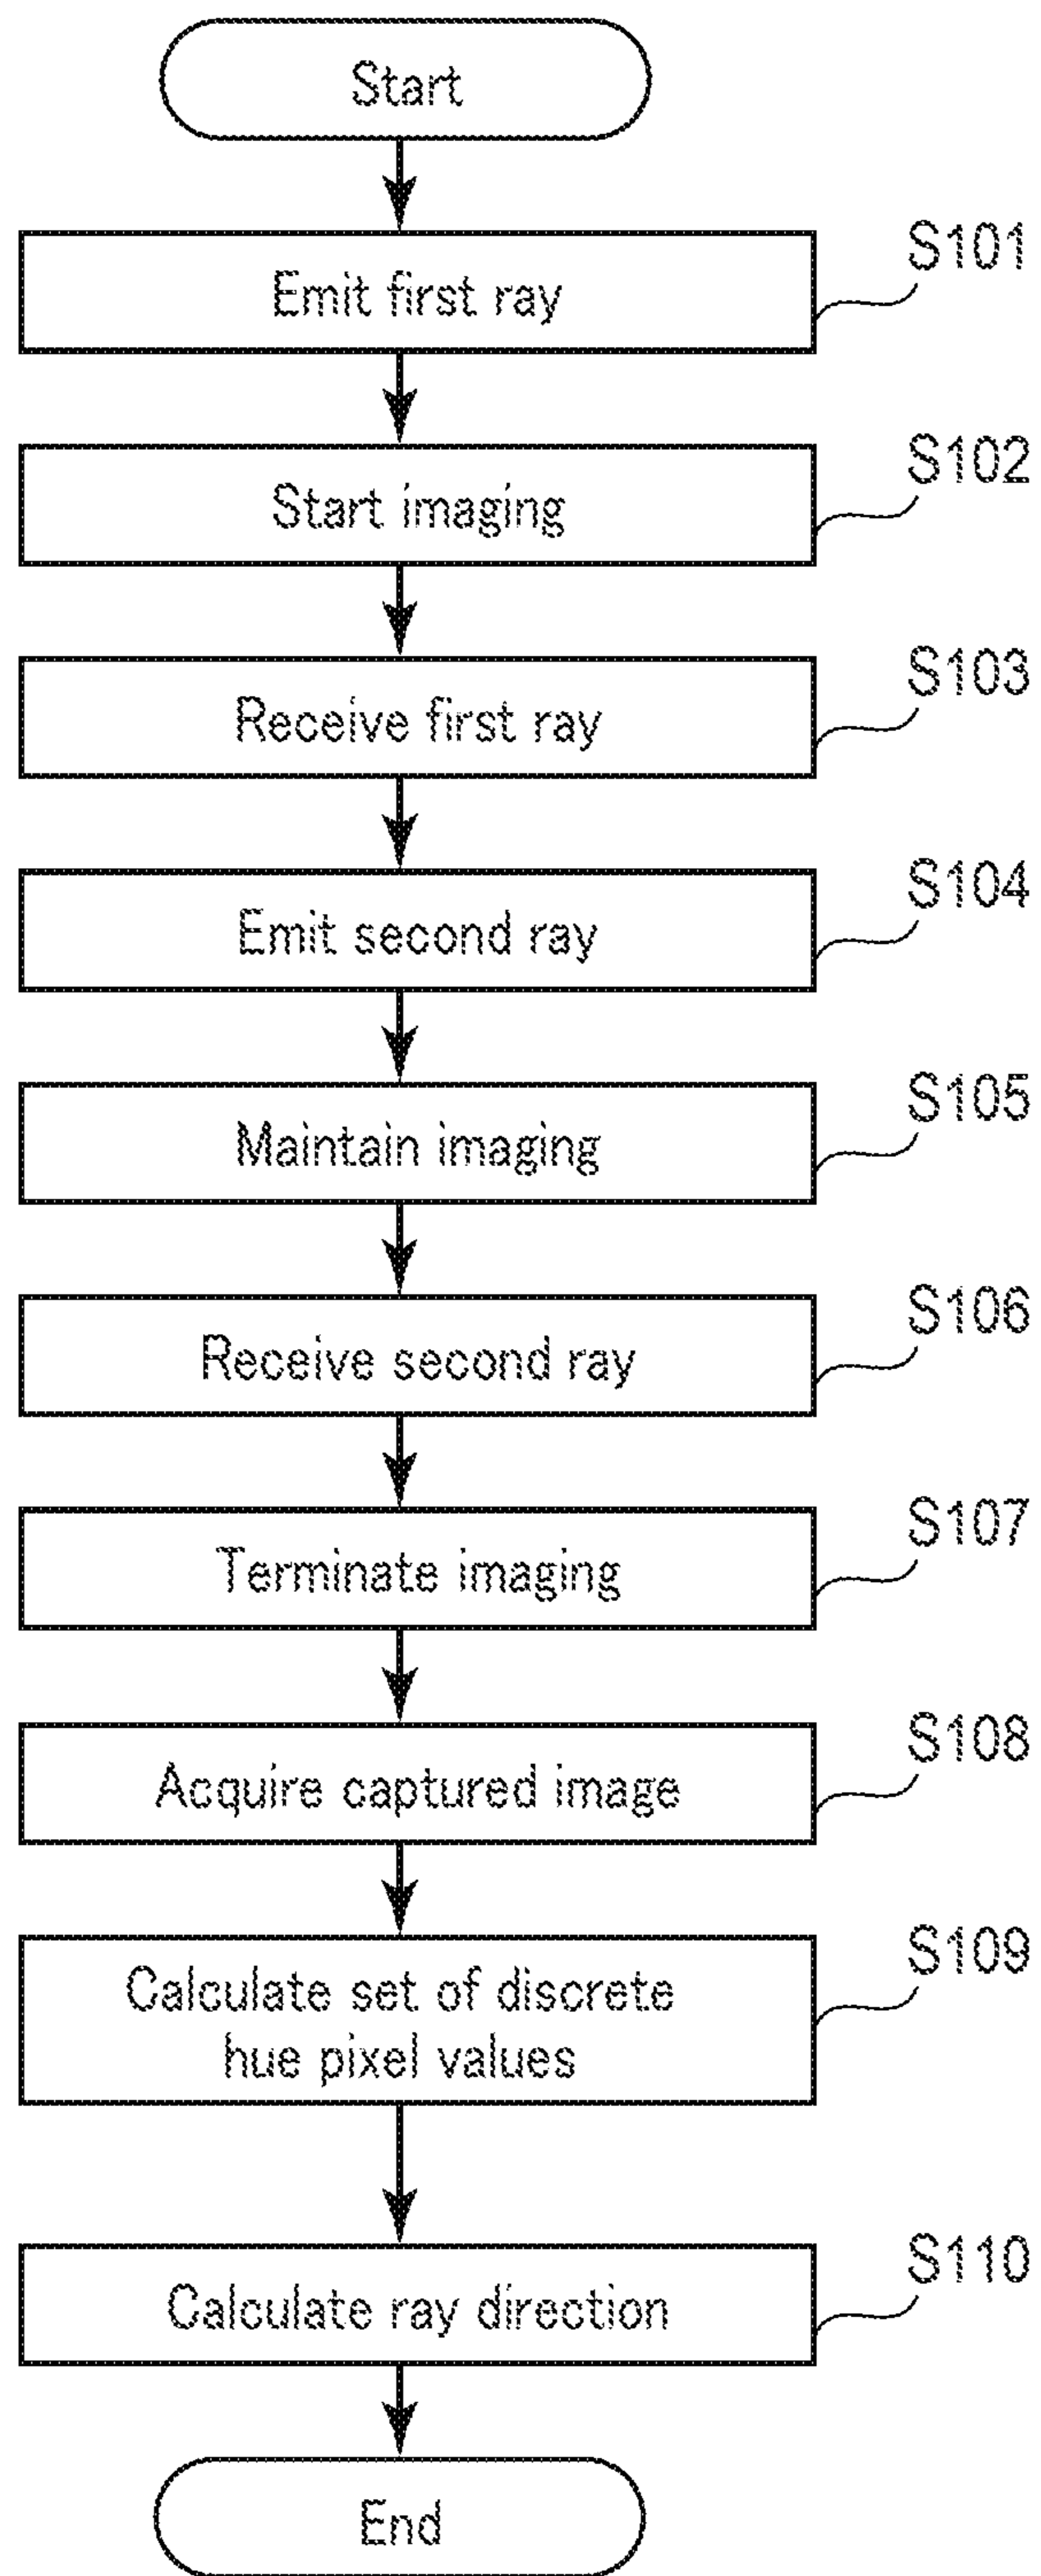 Start
S101
Emit first ray
S102
Start imaging
S103
Receive first ray
S104
Emit second ray
S105
Maintain imaging
S106
Receive second ray
S107
Terminate imaging
S108
Acquire captured image
S109
Calculate set of discrete
hue pixel values
S110
Calculate ray direction
End